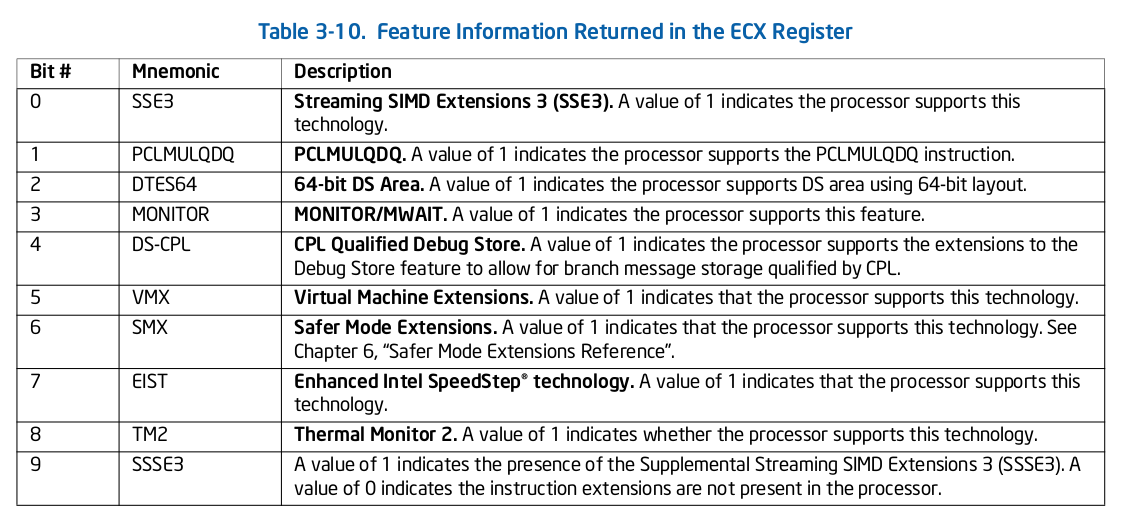 Table 3-10. Feature Information Returned in the ECX Register
Bit # Mnemonic Description
0 SSE3 Streaming SIMD Extensions 3 (SSE3). A value of 1 indicates the processor supports this
technology.
1 PCLMULQDQ PCLMULQDQ. A value of 1 indicates the processor supports the PCLMULQDQ instruction.
2 DTES64 64-bit DS Area. A value of 1 indicates the processor supports DS area using 64-bit layout.
3 MONITOR MONITOR/MWAIT. A value of 1 indicates the processor supports this feature.
4 DS-CPL CPL Qualified Debug Store. A value of 1 indicates the processor supports the extensions to the
Debug Store feature to allow for branch message storage qualified by CPL.
5 VMX Virtual Machine Extensions. A value of 1 indicates that the processor supports this technology.
6 SMX Safer Mode Extensions. A value of 1 indicates that the processor supports this technology. See
Chapter 6, “Safer Mode Extensions Reference”.
7 EIST Enhanced Intel SpeedStep® technology. A value of 1 indicates that the processor supports this
technology.
8 TM2 Thermal Monitor 2. A value of 1 indicates whether the processor supports this technology.
9 SSSE3 A value of 1 indicates the presence of the Supplemental Streaming SIMD Extensions 3 (SSSE3). A
value of 0 indicates the instruction extensions are not present in the processor.